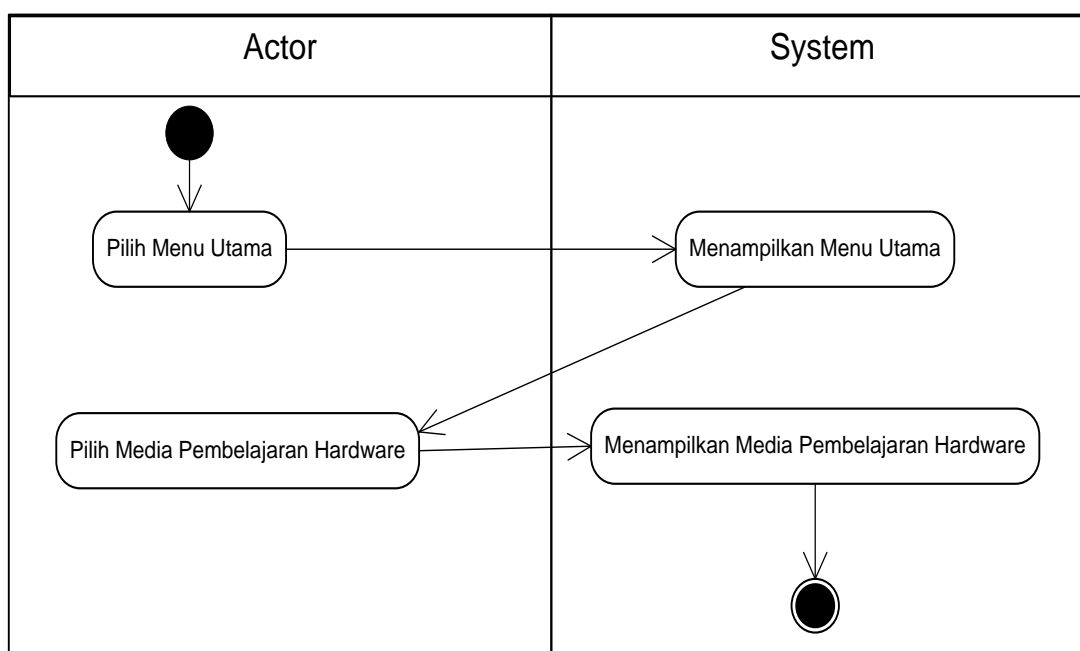 Actor
System
Pilih Menu Utama
Menampilkan Menu Utama
Pilih Media Pembelajaran Hardware
Menampilkan Media Pembelajaran Hardware